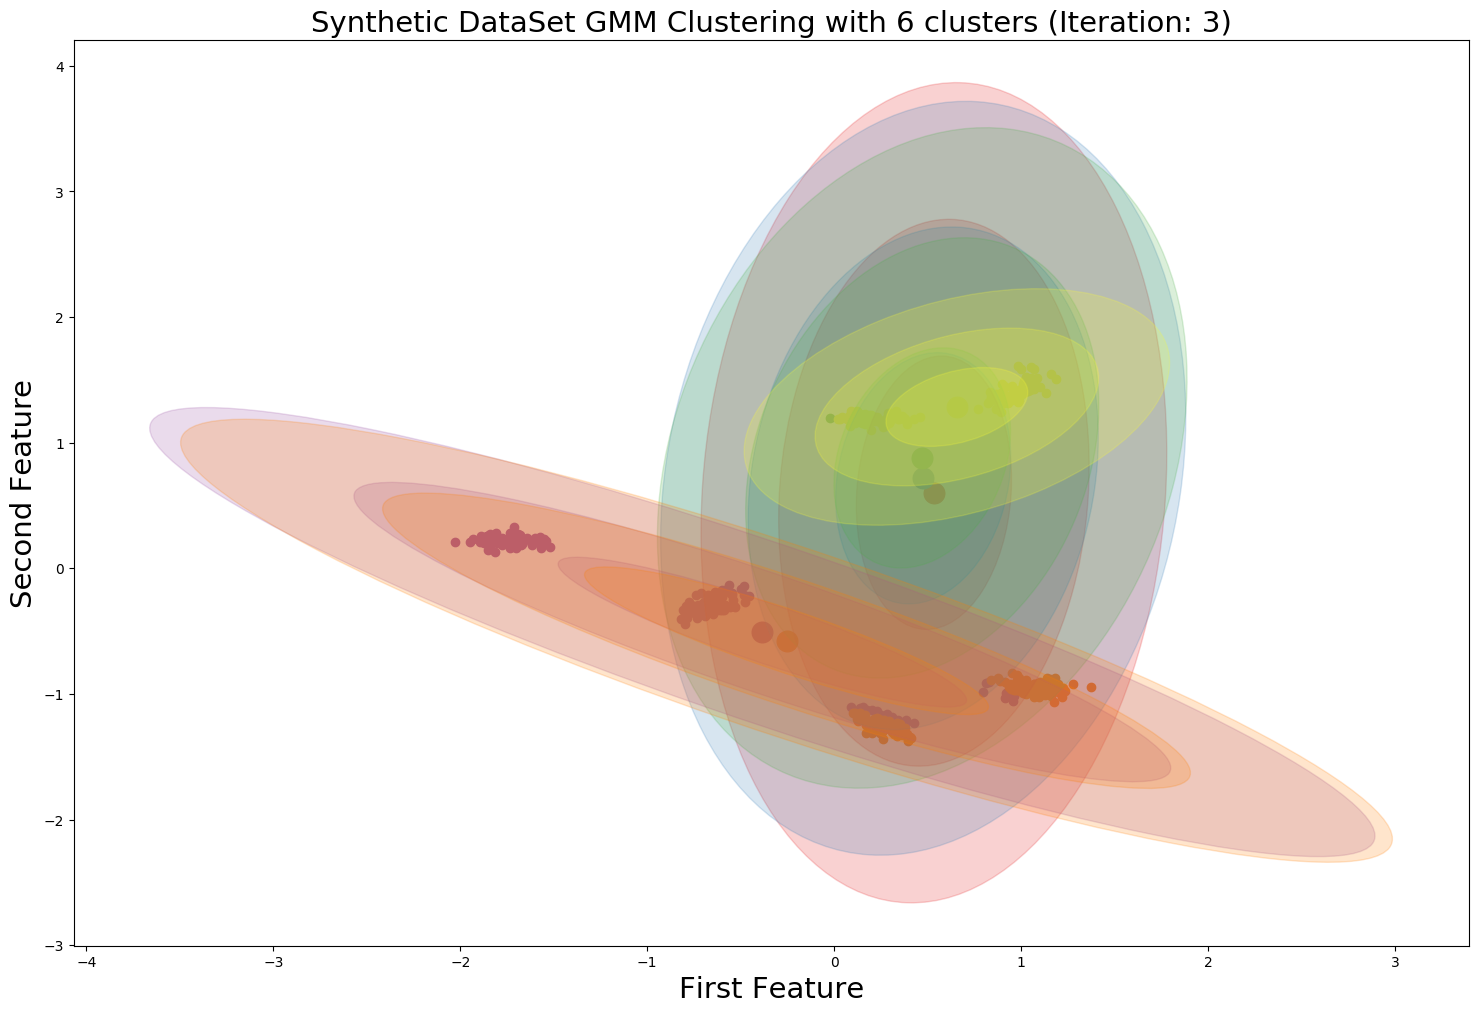 Synthetic DataSet GMM Clustering with 6 clusters (Iteration: 3)
4
3
2
1
0
−1
−2
−3
Second Feature
−4 −3 −2 −1 0 1 2 3
First Feature